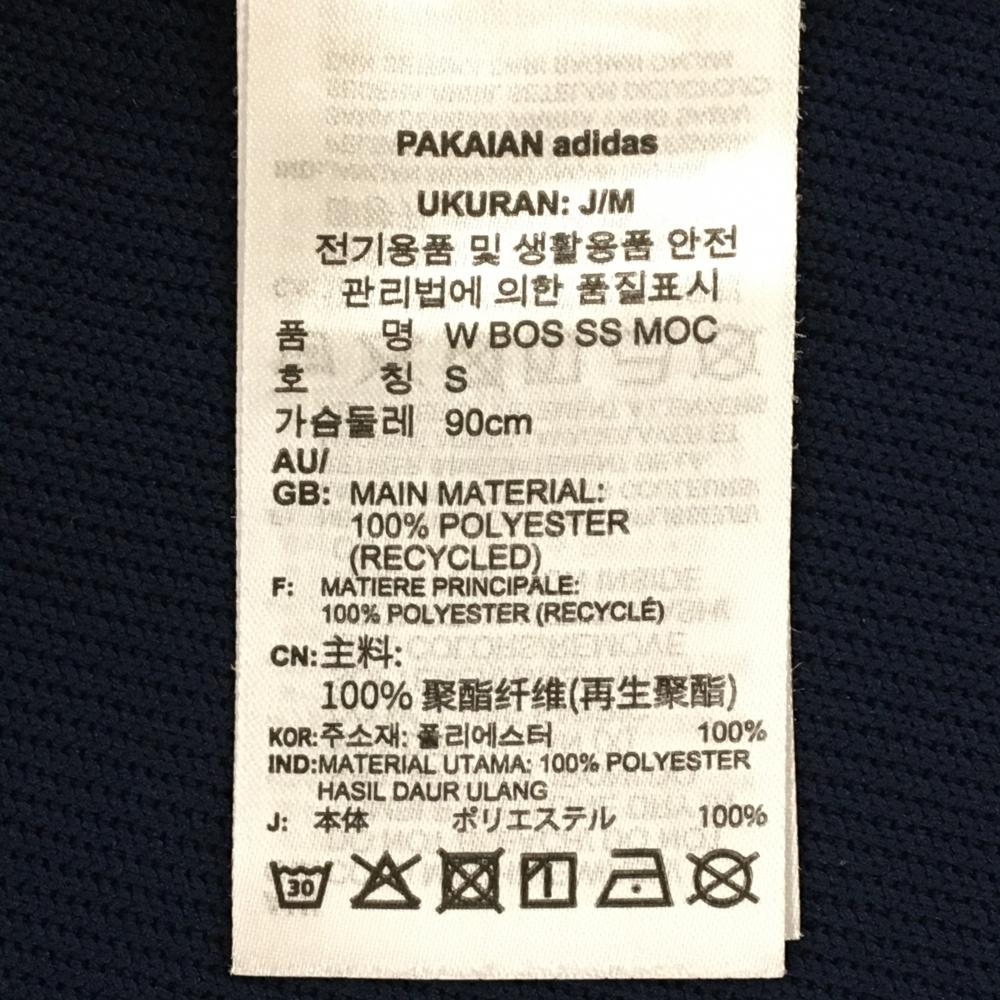 PAKAIAN adidas
UKURAN: J/M
전기용품 및 생활용품 안전
관리법에 의한 품질표시
품 명 W BOS SS MOC
호 칭 S
가슴둘레 90cm
AU/
GB: MAIN MATERIAL:
100% POLYESTER
(RECYCLED)
F: MATIERE PRINCIPALE:
100% POLYESTER (RECYCLÉ)
CN:主料:
100% 聚酯纤维(再生聚酯)
KOR:주소재: 폴리에스터 100%
IND:MATERIAL UTAMA: 100% POLYESTER
HASIL DAUR ULANG
J: 本体 ポリエステル 100%
30